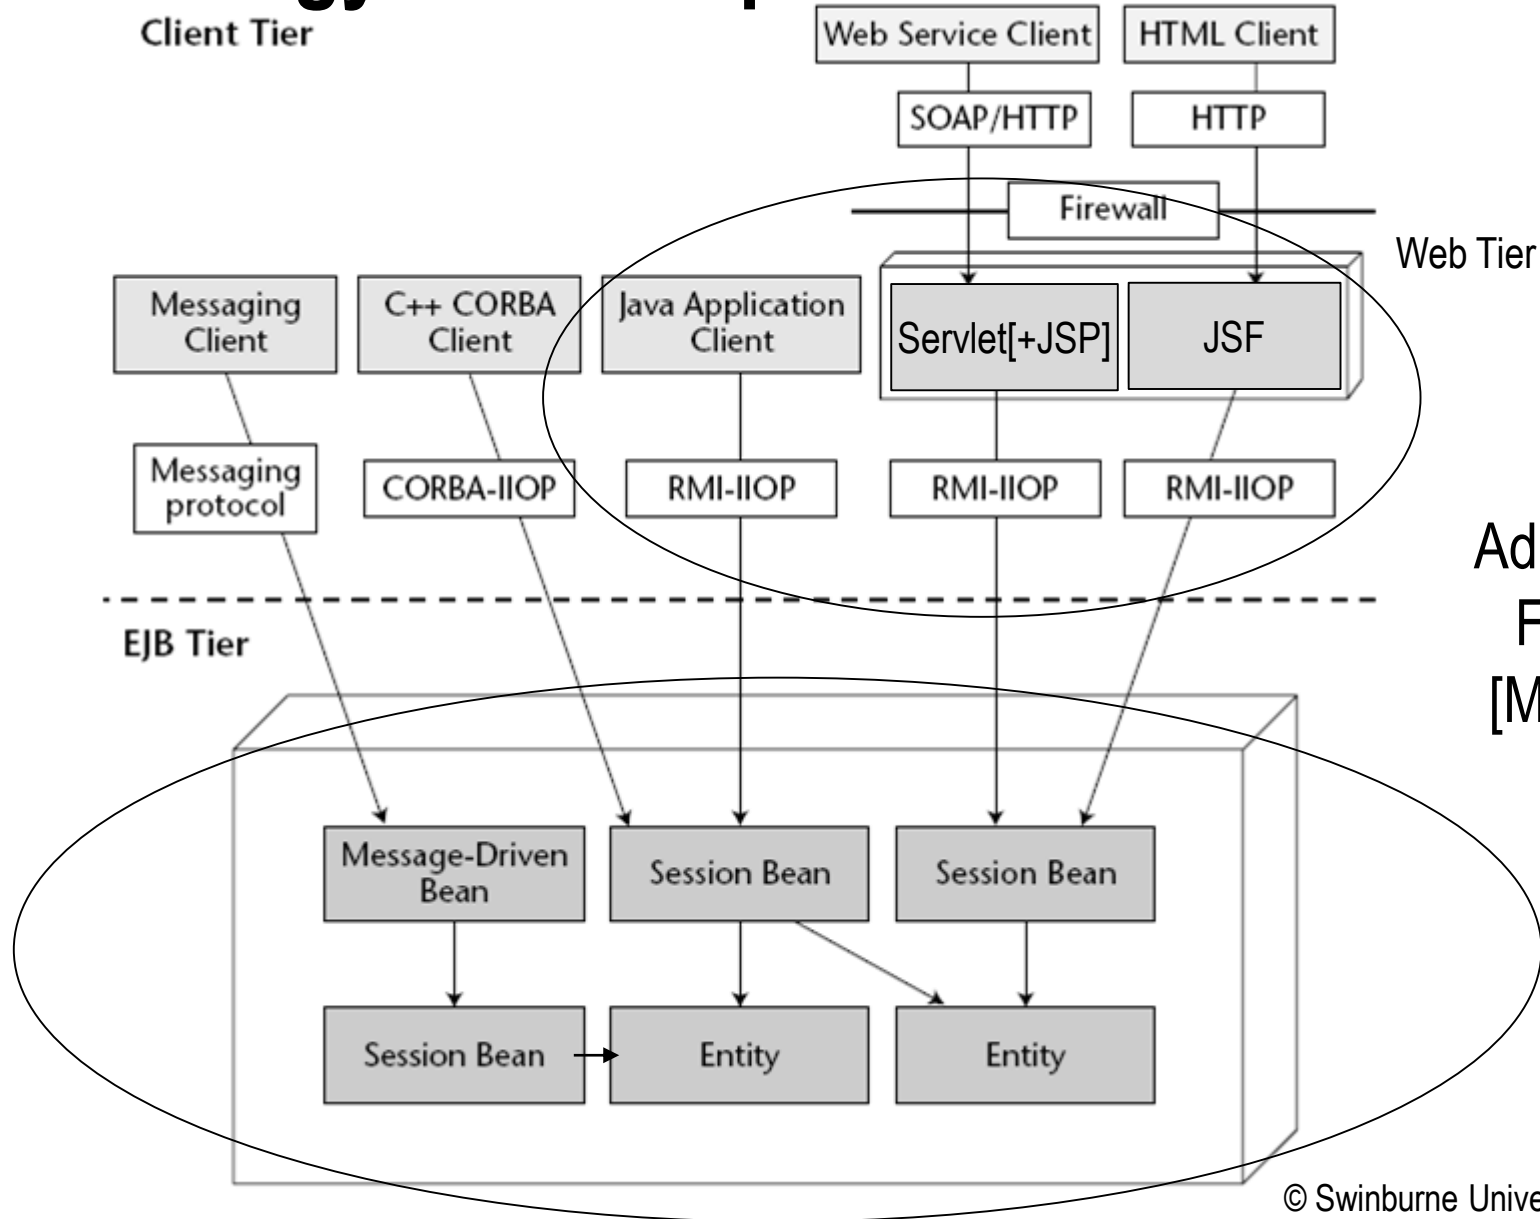 Client Tier
Web Service Client
HTML Client
SOAP/HTTP
HTTP
Firewall
Web Tier
Messaging
Client
C++ CORBA
Client
Java Application
Client
Servlet[+JSP]
JSF
Messaging
protocol
CORBA-IIOP
RMI-IIOP
RMI-IIOP
RMI-IIOP
EJB Tier
Message-Driven
Bean
Session Bean
Session Bean
Session Bean
Entity
Entity
© Swinburne